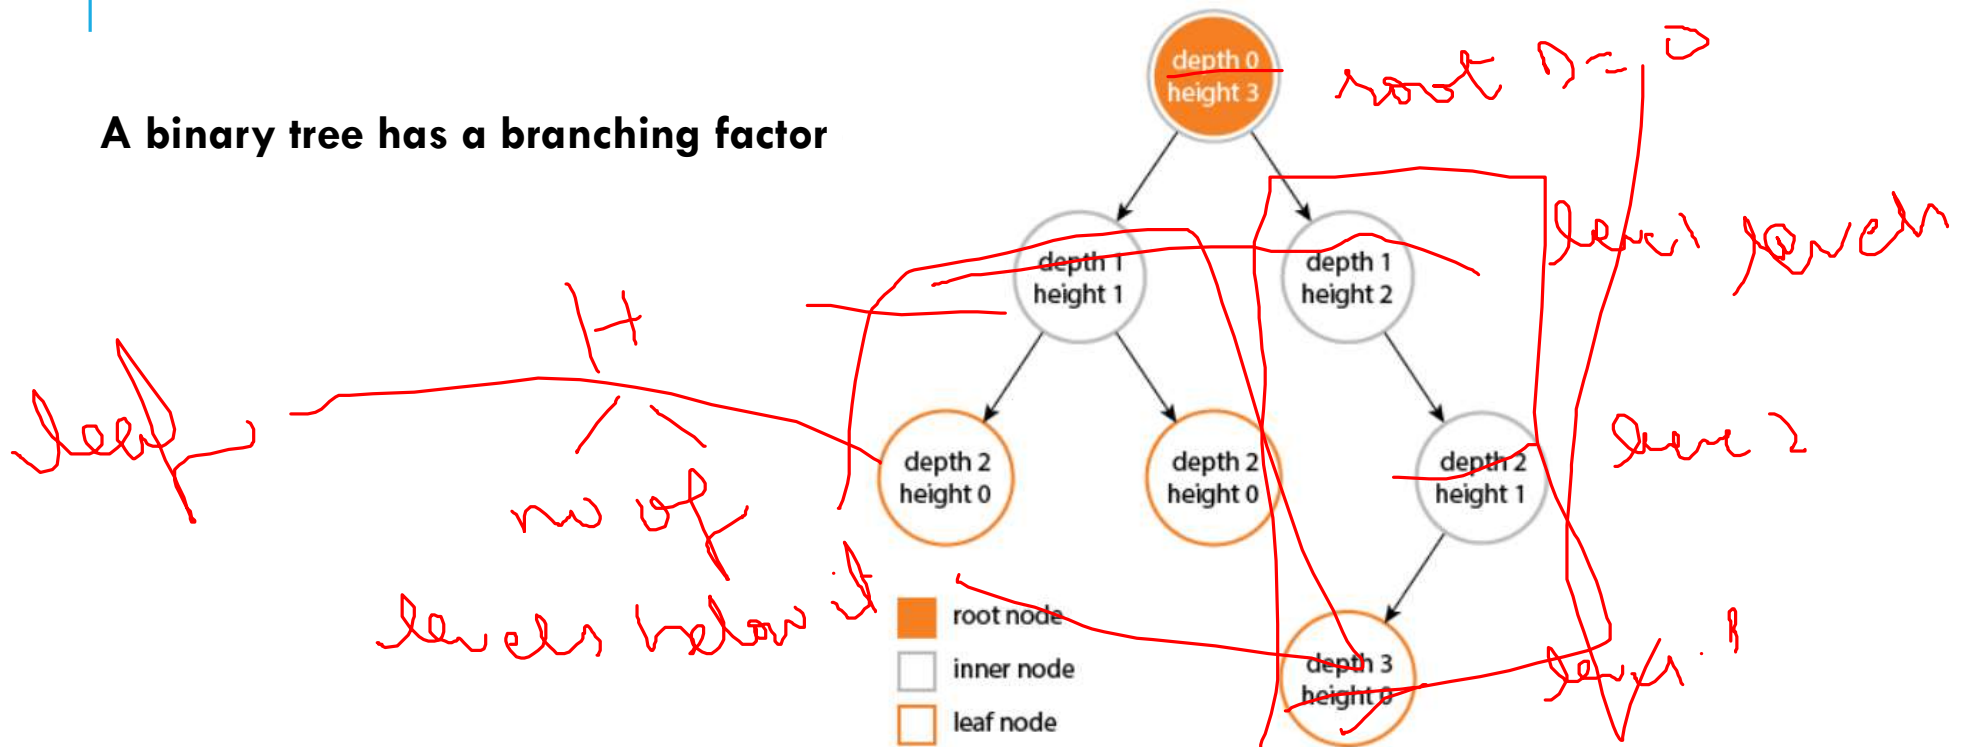 depth 0
height 3
root D = 0
A binary tree has a branching factor
depth 1
height 1
depth 1
height 2
level 1
levels
H
leaf
no of
levels below it
depth 2
height 0
depth 2
height 0
depth 2
height 1
root node
inner node
leaf node
depth 3
height 0